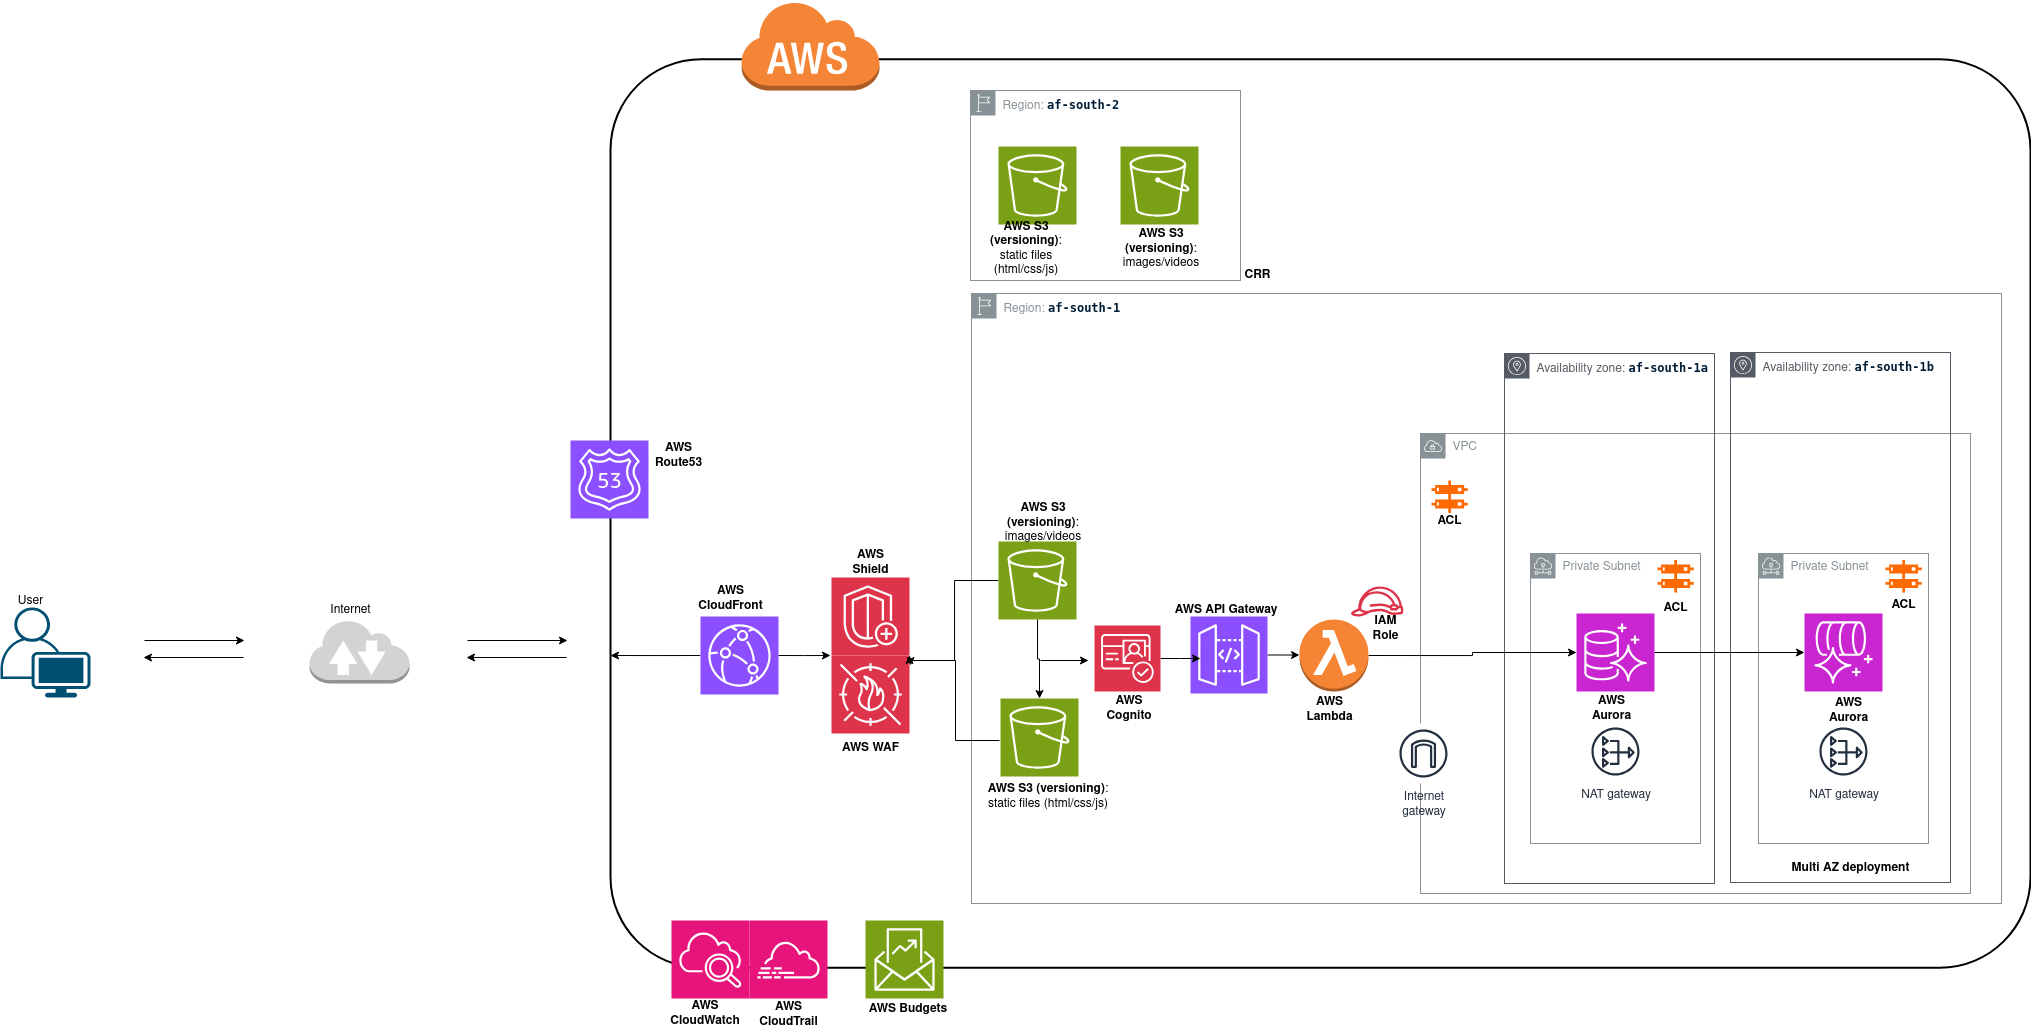 AWS
Region: af-south-2
AWS S3
(versioning):
static files
(html/css/js)
AWS S3
(versioning):
images/videos
CRR
Region: af-south-1
Availability zone: af-south-1a
Availability zone: af-south-1b
VPC
ACL
AWS
Route53
53
AWS S3
(versioning):
images/videos
AWS
Shield
Private Subnet
ACL
Private Subnet
ACL
User
Internet
AWS
CloudFront
AWS API Gateway
IAM
Role
AWS
Cognito
AWS
Lambda
AWS
Aurora
AWS
Aurora
AWS WAF
AWS S3 (versioning):
static files (html/css/js)
Internet
gateway
NAT gateway
NAT gateway
Multi AZ deployment
AWS
CloudWatch
AWS
CloudTrail
AWS Budgets